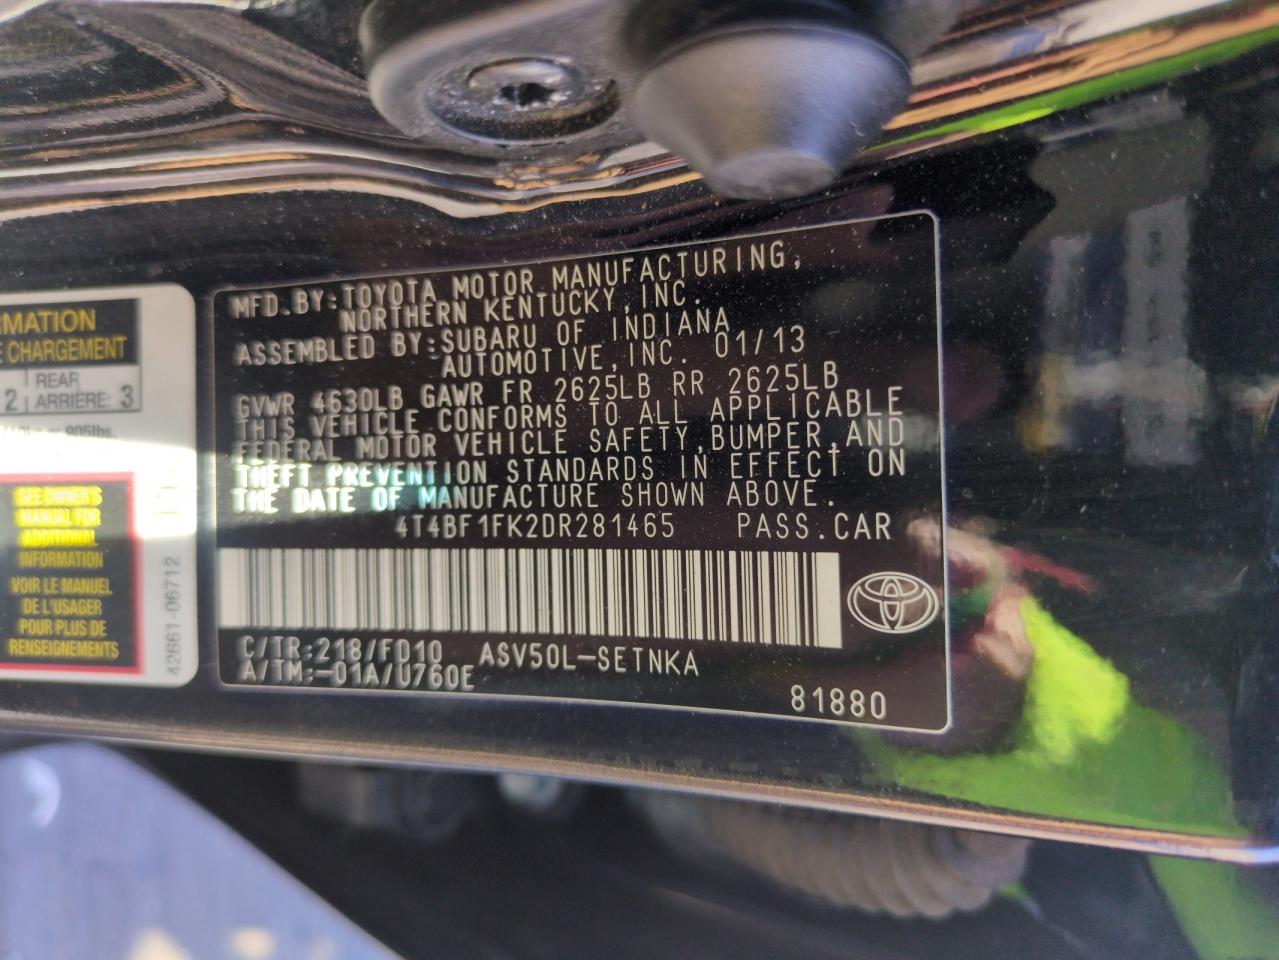 MFD.BY:TOYOTA MOTOR MANUFACTURING,
NORTHERN KENTUCKY,INC.
ASSEMBLED BY:SUBARU OF INDIANA
AUTOMOTIVE,INC. 01/13
GVWR 4630LB GAWR FR 2625LB RR 2625LB
THIS VEHICLE CONFORMS TO ALL APPLICABLE
FEDERAL MOTOR VEHICLE SAFETY,BUMPER,AND
THEFT PREVENTION STANDARDS IN EFFECT ON
THE DATE OF MANUFACTURE SHOWN ABOVE.
4T4BF1FK2DR281465 PASS.CAR
C/TR:218/FD10 ASV50L-SETNKA
A/TM:-01A/U760E
81880
RMATION
E CHARGEMENT
2 REAR
ARRIÈRE: 3
905lbs.
SEE OWNER'S
MANUAL FOR
ADDITIONAL
INFORMATION
VOIR LE MANUEL
DE L'USAGER
POUR PLUS DE
RENSEIGNEMENTS
42661-06712